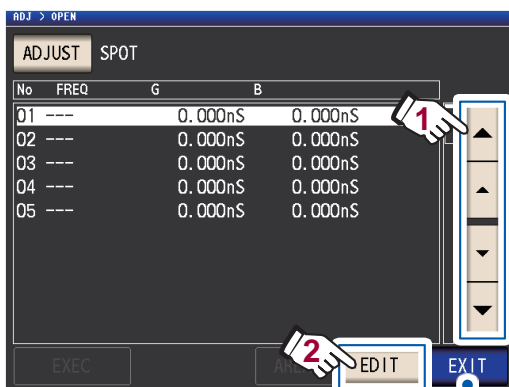 ADJ > OPEN
ADJUST SPOT
No FREQ G B
01 --- 0.000nS 0.000nS
02 --- 0.000nS 0.000nS
03 --- 0.000nS 0.000nS
04 --- 0.000nS 0.000nS
05 --- 0.000nS 0.000nS
1
2
EXEC EDIT EXIT